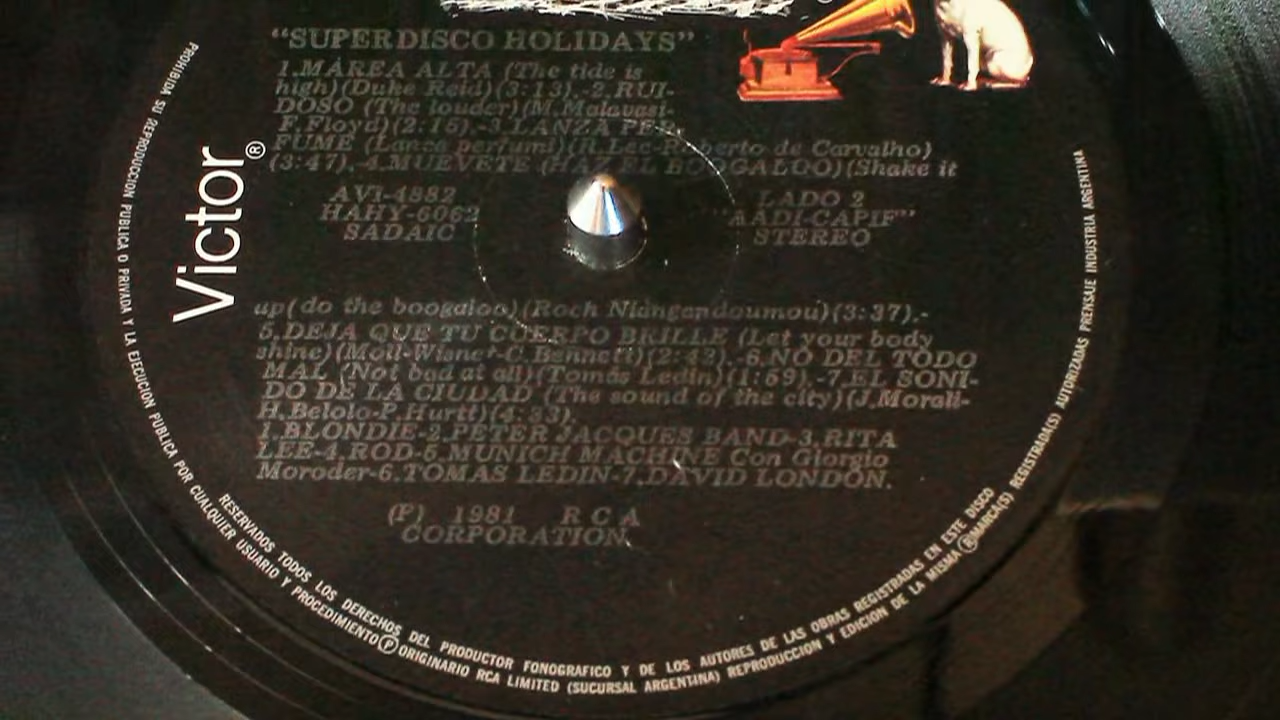 "SUPERDISCO HOLIDAYS"
1.MAREA ALTA (The tide is
high)(Duke Reid)(3:13).-2.RUI-
DOSO (The louder)(M.Malavasi-
F.Floyd)(2:16).-3.LANZA PER
FUME (Lanca perfumi)(R.Lee-Roberto de Carvalho)
(3:47).-4.MUEVETE (HAZ EL BOOGALOO)(Shake it
AVI-4882
HAHY-6062
SADAIC
LADO 2
"AADI-CAPIF"
STEREO
up(do the boogaloo)(Roch Ndangendoumou)(3:37).-
5.DEJA QUE TU CUERPO BRILLE (Let your body
shine)(Moll-Wisnet-C.Bennett)(2:43).-6.NO DEL TODO
MAL (Not bad at all)(Tomás Ledin)(1:59).-7.EL SONI-
DO DE LA CIUDAD (The sound of the city)(J.Morali-
H.Belolo-P.Hurtt)(4:33).
1.BLONDIE-2.PETER JACQUES BAND-3.RITA
LEE-4.ROD-5.MUNICH MACHINE Con Giorgio
Moroder-6.TOMAS LEDIN-7.DAVID LONDON.
(P) 1981 RCA
CORPORATION
Victor®
PROHIBIDA SU REPRODUCCION PUBLICA O PRIVADA Y LA EJECUCION PUBLICA POR CUALQUIER USUARIO Y PROCEDIMIENTO Ⓟ ORIGINARIO RCA LIMITED (SUCURSAL ARGENTINA) REPRODUCCION Y EDICION DE LA MISMA ® MARCA(S) REGISTRADA(S) AUTORIZADAS PRENSAJE INDUSTRIA ARGENTINA
RESERVADOS TODOS LOS DERECHOS DEL PRODUCTOR FONOGRAFICO Y DE LOS AUTORES DE LAS OBRAS REGISTRADAS EN ESTE DISCO